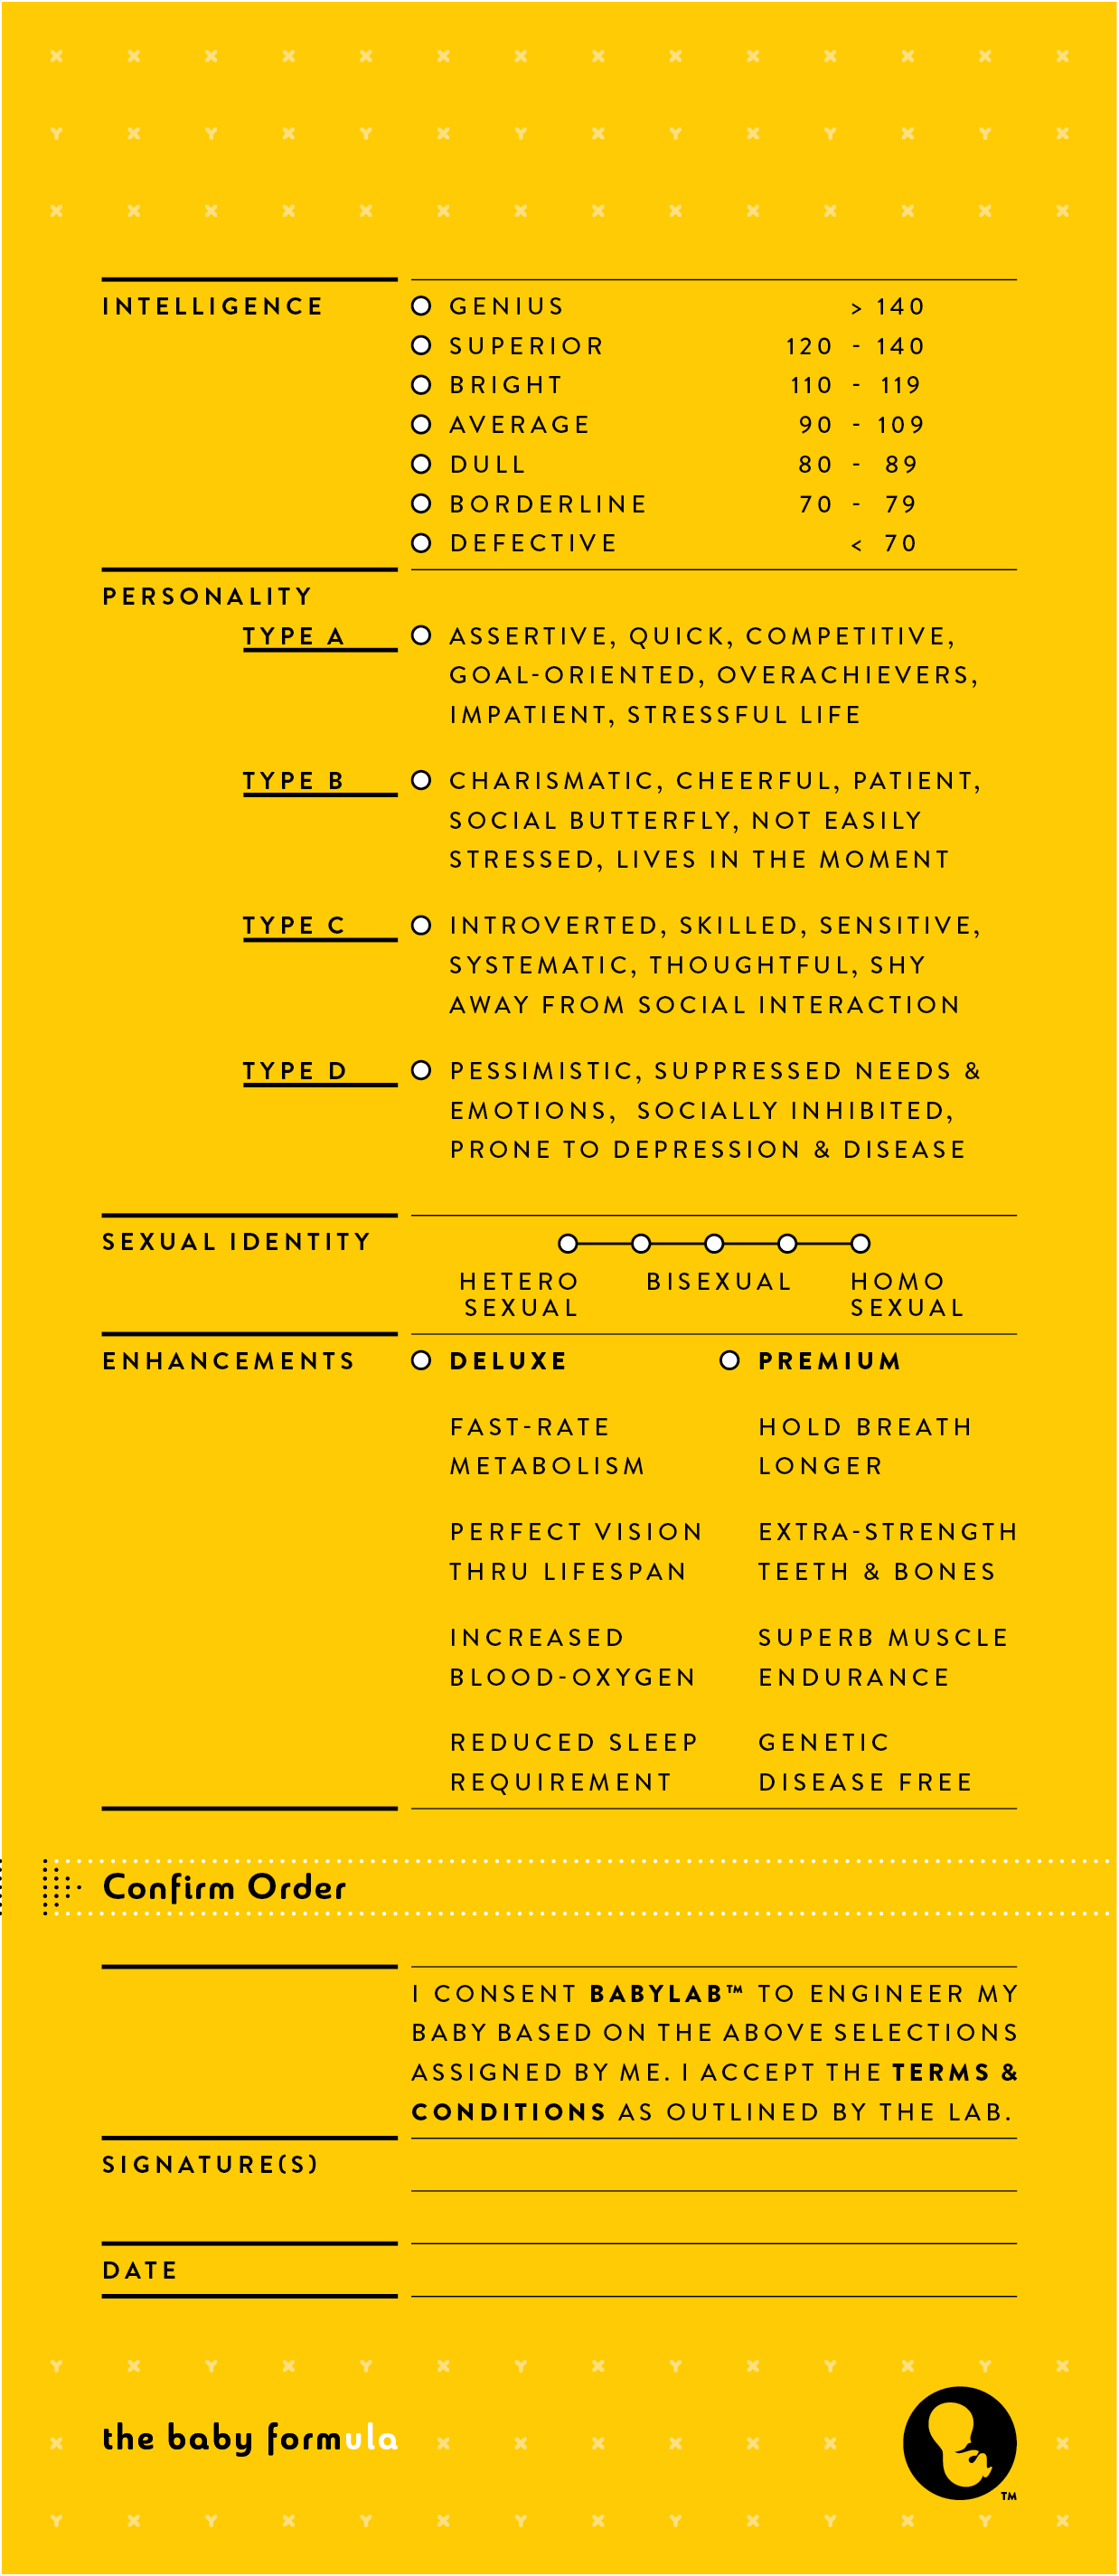 INTELLIGENCE
GENIUS > 140
SUPERIOR 120 - 140
BRIGHT 110 - 119
AVERAGE 90 - 109
DULL 80 - 89
BORDERLINE 70 - 79
DEFECTIVE < 70
PERSONALITY
TYPE A ASSERTIVE, QUICK, COMPETITIVE,
GOAL-ORIENTED, OVERACHIEVERS,
IMPATIENT, STRESSFUL LIFE
TYPE B CHARISMATIC, CHEERFUL, PATIENT,
SOCIAL BUTTERFLY, NOT EASILY
STRESSED, LIVES IN THE MOMENT
TYPE C INTROVERTED, SKILLED, SENSITIVE,
SYSTEMATIC, THOUGHTFUL, SHY
AWAY FROM SOCIAL INTERACTION
TYPE D PESSIMISTIC, SUPPRESSED NEEDS &
EMOTIONS, SOCIALLY INHIBITED,
PRONE TO DEPRESSION & DISEASE
SEXUAL IDENTITY
HETERO
SEXUAL
BISEXUAL
HOMO
SEXUAL
ENHANCEMENTS
DELUXE
FAST-RATE
METABOLISM
PERFECT VISION
THRU LIFESPAN
INCREASED
BLOOD-OXYGEN
REDUCED SLEEP
REQUIREMENT
PREMIUM
HOLD BREATH
LONGER
EXTRA-STRENGTH
TEETH & BONES
SUPERB MUSCLE
ENDURANCE
GENETIC
DISEASE FREE
Confirm Order
I CONSENT BABYLAB™ TO ENGINEER MY
BABY BASED ON THE ABOVE SELECTIONS
ASSIGNED BY ME. I ACCEPT THE TERMS &
CONDITIONS AS OUTLINED BY THE LAB.
SIGNATURE(S)
DATE
the baby formula
™